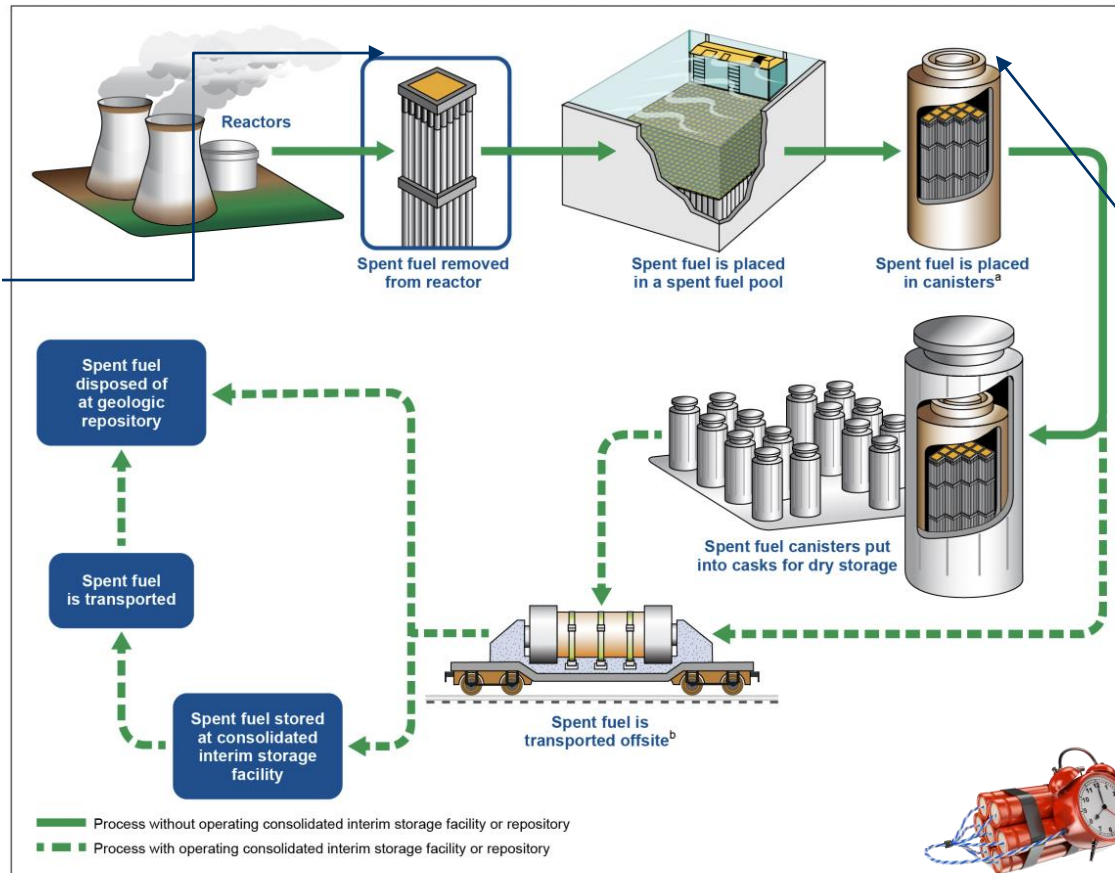 Reactors
Spent fuel removed
from reactor
Spent fuel is placed
in a spent fuel pool
Spent fuel is placed
in canisters^a
Spent fuel
disposed of
at geologic
repository
Spent fuel canisters put
into casks for dry storage
Spent fuel
is transported
Spent fuel stored
at consolidated
interim storage
facility
Spent fuel is
transported offsite^b
Process without operating consolidated interim storage facility or repository
Process with operating consolidated interim storage facility or repository